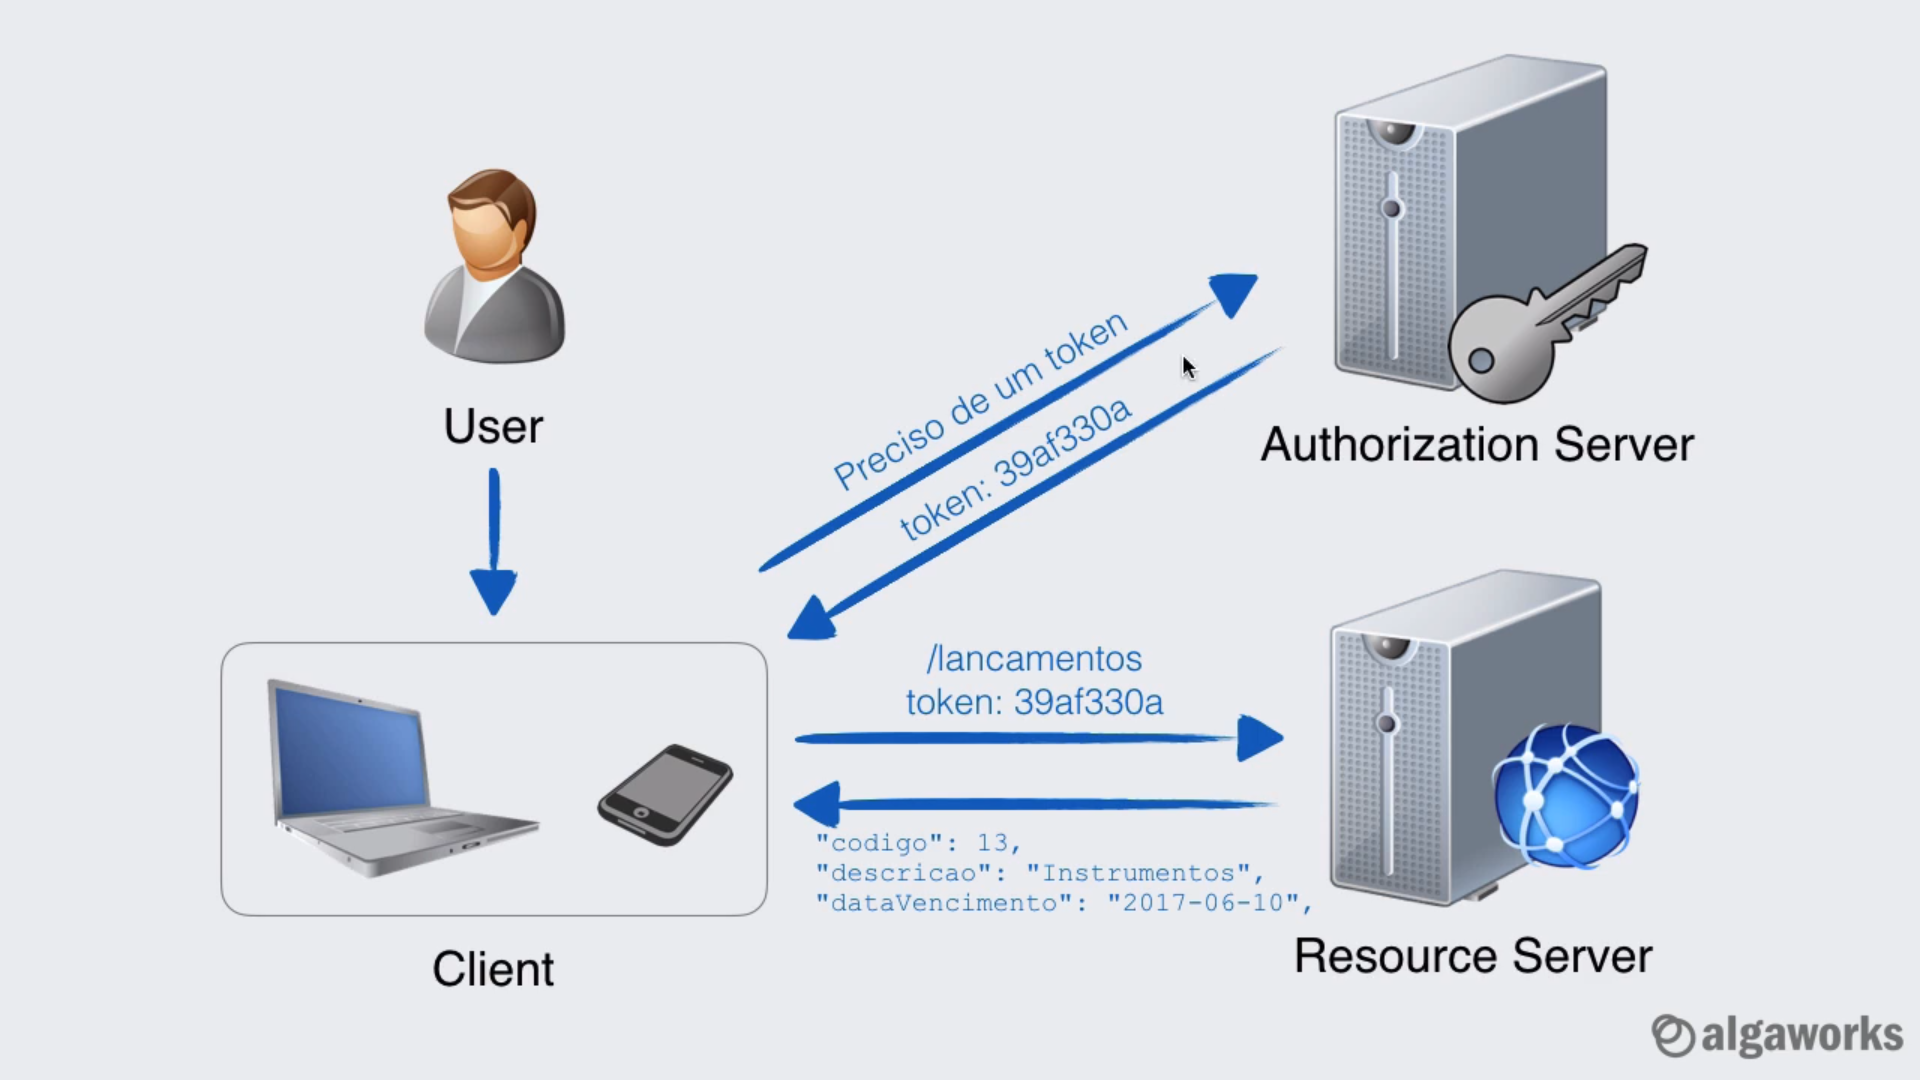 User
Preciso de um token
token: 39af330a
Authorization Server
/lancamentos
token: 39af330a
"codigo": 13,
"descricao": "Instrumentos",
"dataVencimento": "2017-06-10",
Client
Resource Server
algaworks